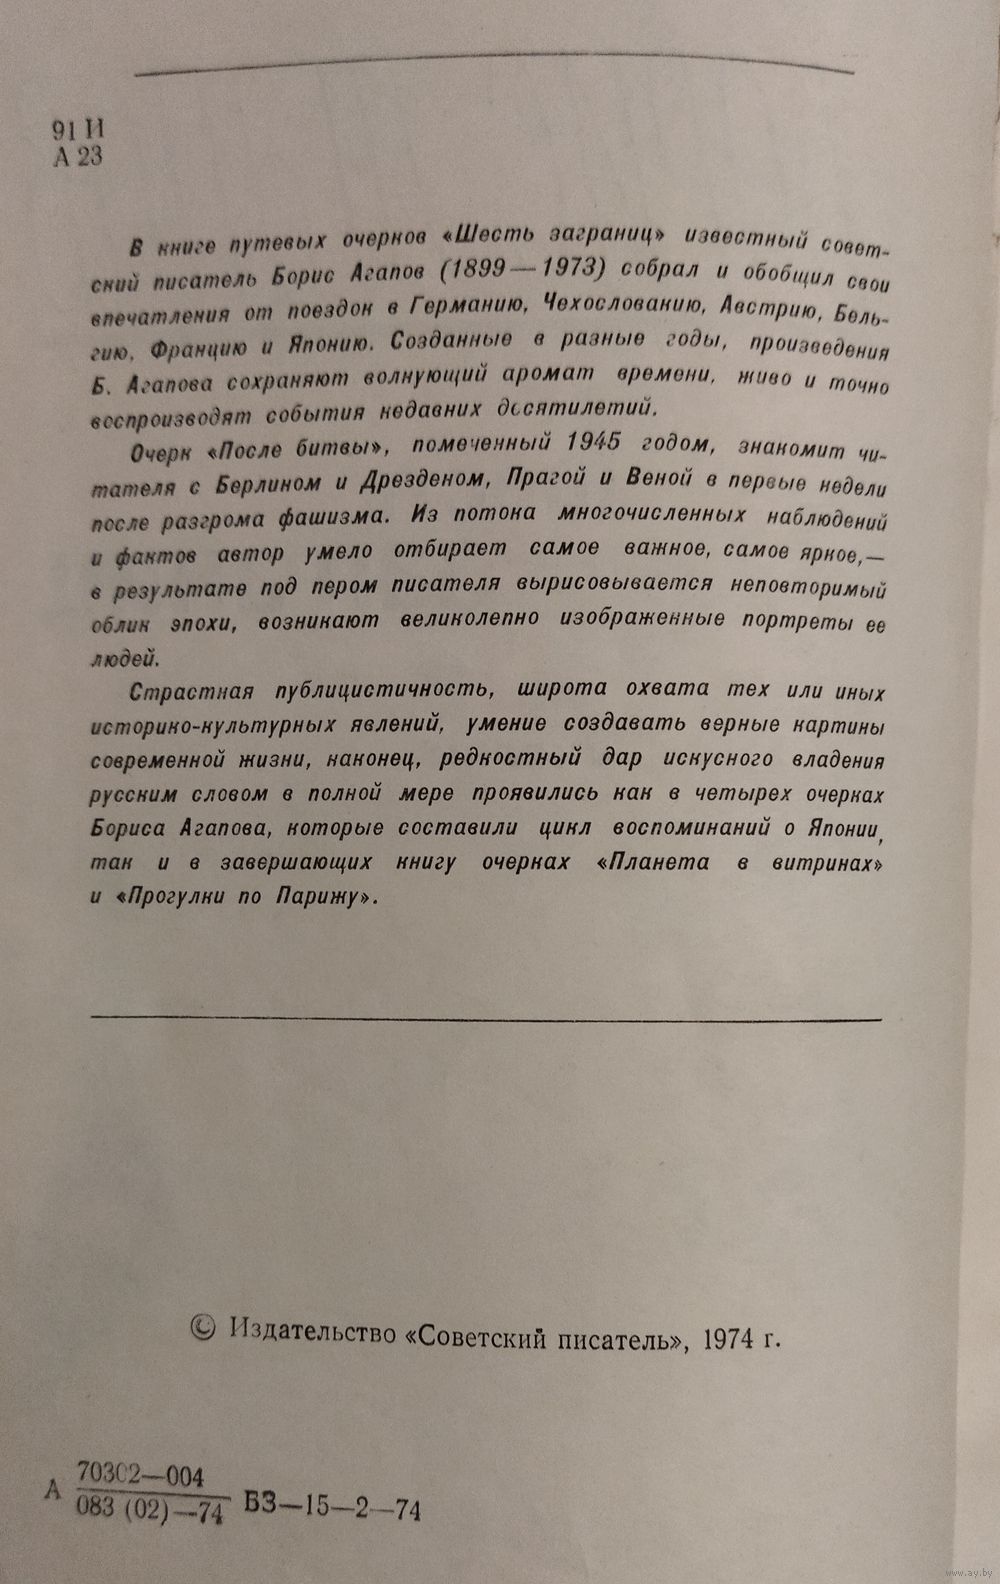 91 И
А 23
В книге путевых очерков «Шесть заграниц» известный совет-
ский писатель Борис Агапов (1899—1973) собрал и обобщил свои
впечатления от поездок в Германию, Чехословакию, Австрию, Бель-
гию, Францию и Японию. Созданные в разные годы, произведения
Б. Агапова сохраняют волнующий аромат времени, живо и точно
воспроизводят события недавних десятилетий.
Очерк «После битвы», помеченный 1945 годом, знакомит чи-
тателя с Берлином и Дрезденом, Прагой и Веной в первые недели
после разгрома фашизма. Из потока многочисленных наблюдений
и фактов автор умело отбирает самое важное, самое яркое,—
в результате под пером писателя вырисовывается неповторимый
облик эпохи, возникают великолепно изображенные портреты ее
людей.
Страстная публицистичность, широта охвата тех или иных
историко-культурных явлений, умение создавать верные картины
современной жизни, наконец, редкостный дар искусного владения
русским словом в полной мере проявились как в четырех очерках
Бориса Агапова, которые составили цикл воспоминаний о Японии,
так и в завершающих книгу очерках «Планета в витринах»
и «Прогулки по Парижу».
© Издательство «Советский писатель», 1974 г.
А 70302—004
083 (02)—74 БЗ—15—2—74
www.ay.by